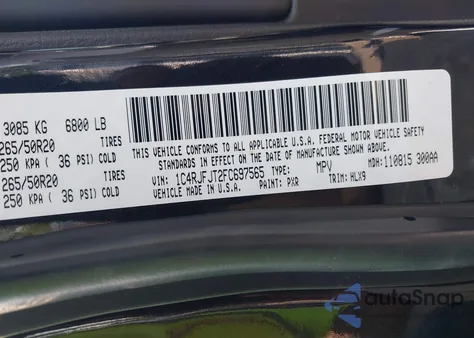 3085 KG 6800 LB
265/50R20 TIRES
250 KPA ( 36 PSI) COLD
265/50R20 TIRES
250 KPA ( 36 PSI) COLD
THIS VEHICLE CONFORMS TO ALL APPLICABLE U.S.A. FEDERAL MOTOR VEHICLE SAFETY
STANDARDS IN EFFECT ON THE DATE OF MANUFACTURE SHOWN ABOVE.
VIN: 1C4RJFJT2FC697565 TYPE: MPV MDH: 110815 300AA
VEHICLE MADE IN U.S.A. PAINT: PXR TRIM: HLX9
autoSnap